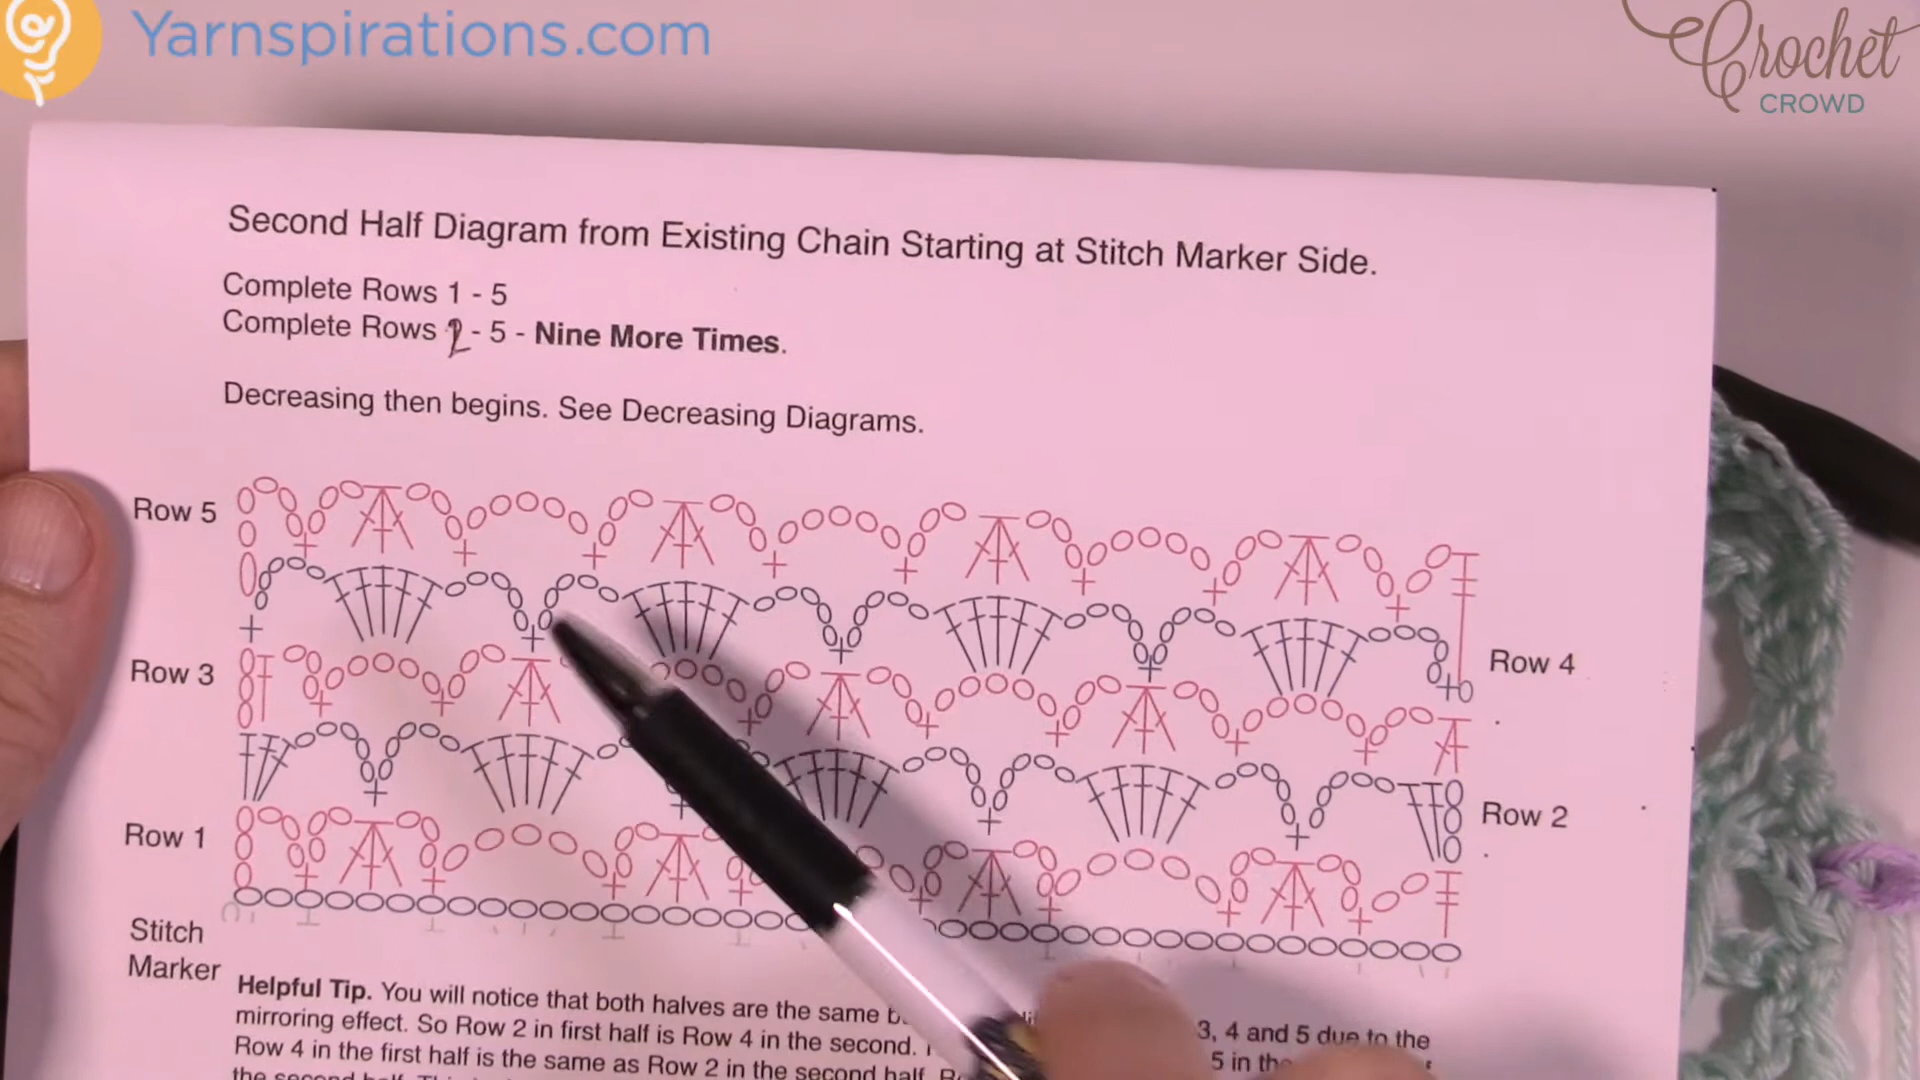 Yarnspirations.com
Crochet
CROWD
Second Half Diagram from Existing Chain Starting at Stitch Marker Side.
Complete Rows 1 - 5
Complete Rows 2 - 5 - Nine More Times.
Decreasing then begins. See Decreasing Diagrams.
Row 5
Row 4
Row 3
Row 2
Row 1
Stitch
Marker
Helpful Tip. You will notice that both halves are the same 3, 4 and 5 due to the
mirroring effect. So Row 2 in first half is Row 4 in the second. 5 in
Row 4 in the first half is the same as Row 2 in the second half.
the second half.